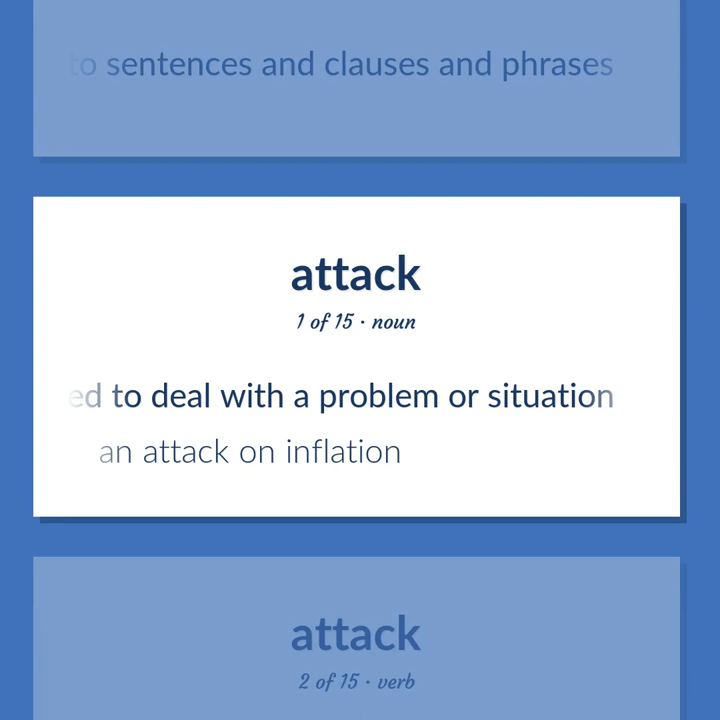 to sentences and clauses and phrases
attack
1 of 15 · noun
ed to deal with a problem or situation
an attack on inflation
attack
2 of 15 · verb